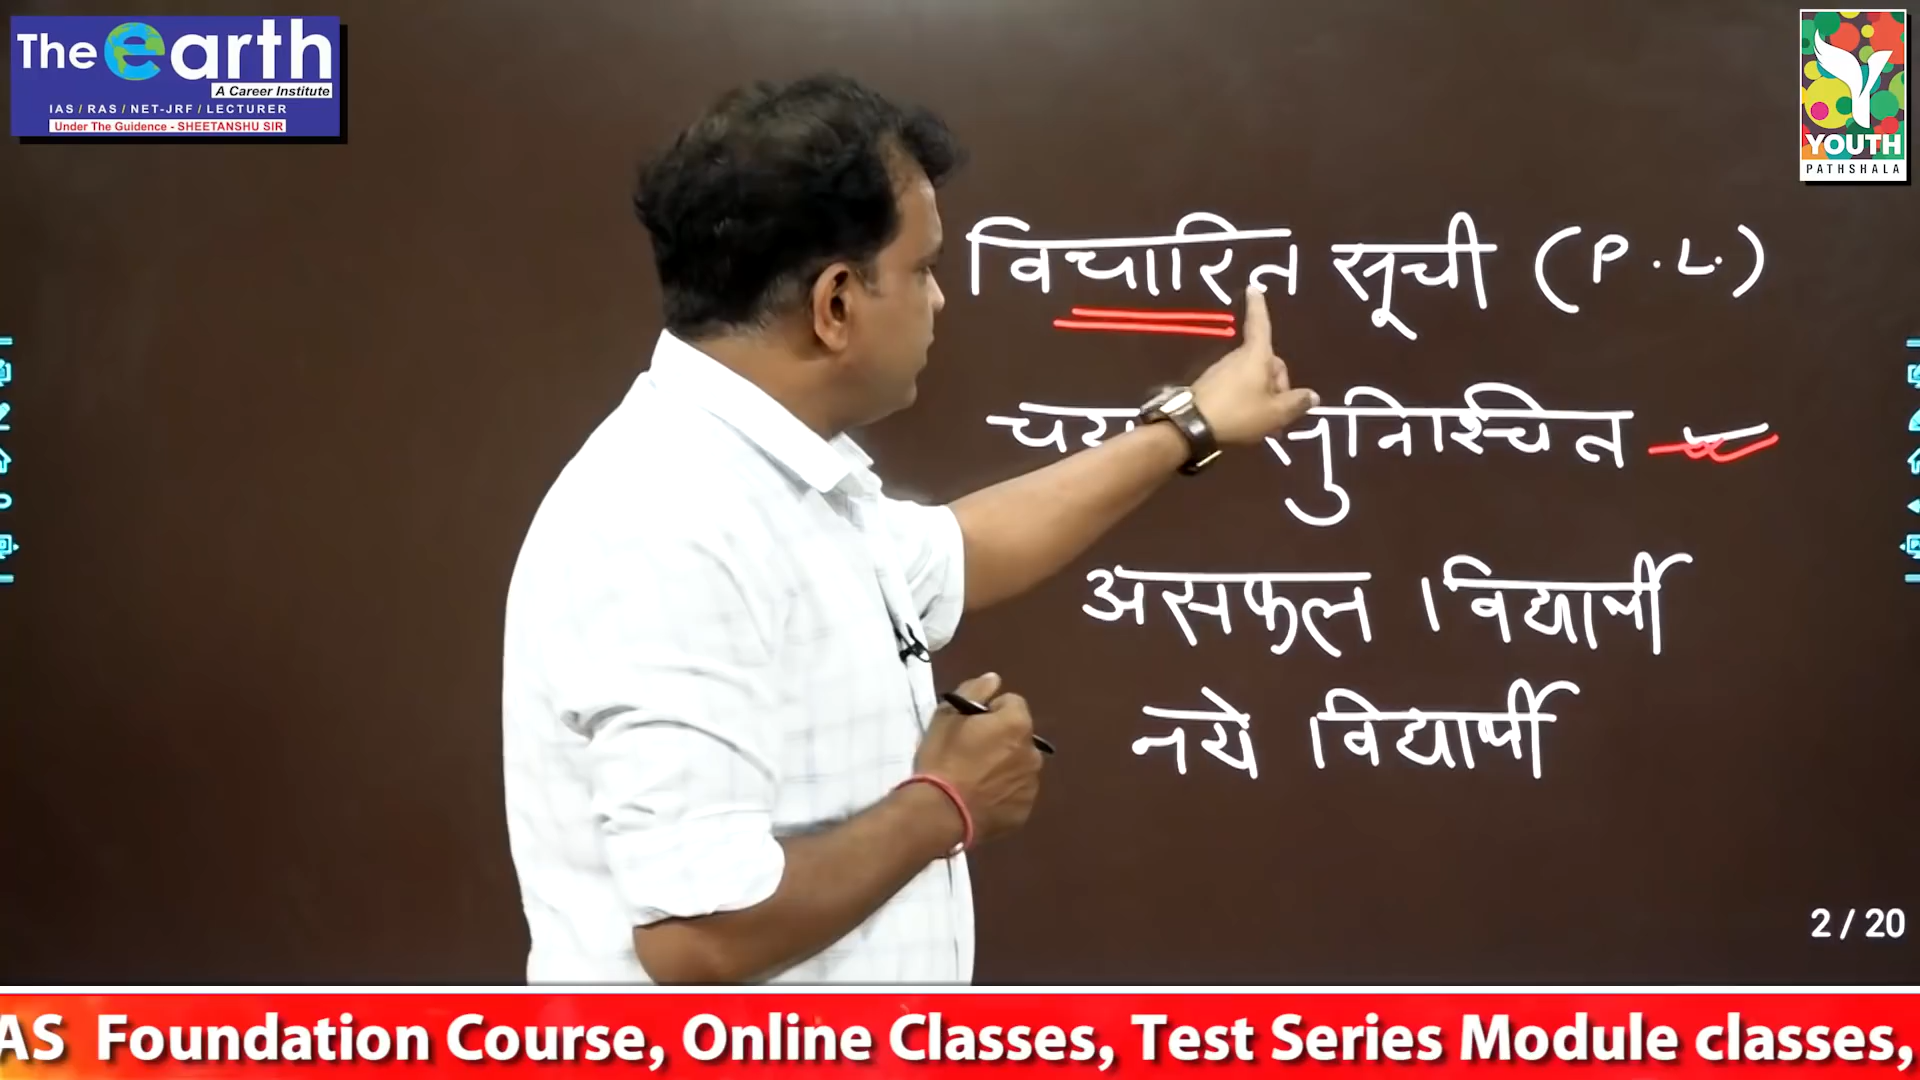 The earth
A Career Institute
IAS / RAS / NET-JRF / LECTURER
Under The Guidence - SHEETANSHU SIR
YOUTH
PATHSHALA
विचारित सूची (P.L.)
सुनिश्चित
असफल विद्यार्थी
नये विद्यार्थी
2 / 20
AS Foundation Course, Online Classes, Test Series Module classes,